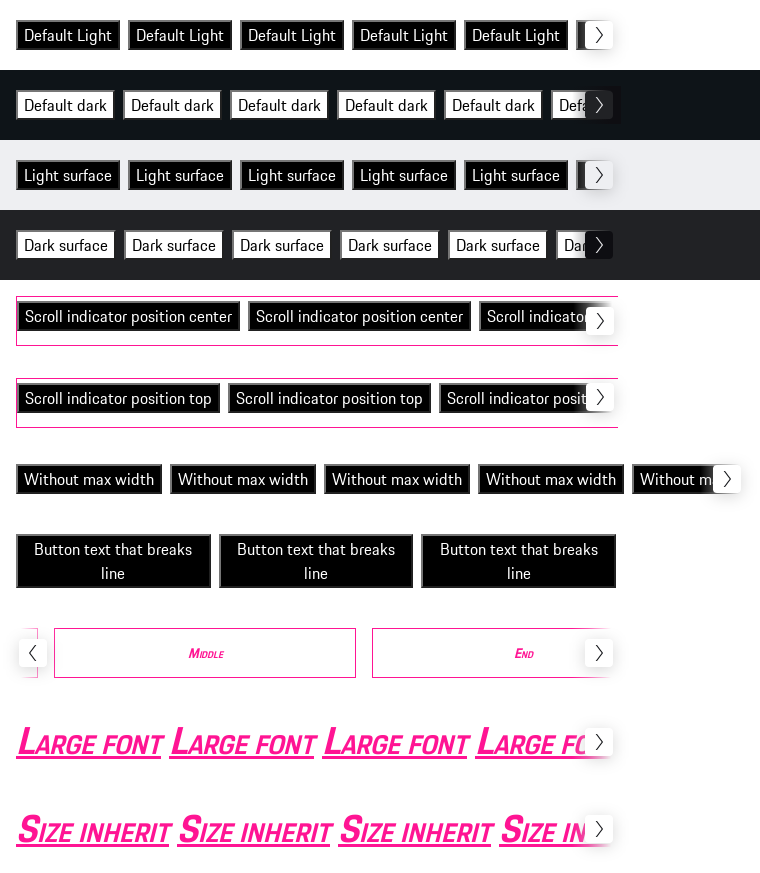 Default Light Default Light Default Light Default Light Default Light
Default dark Default dark Default dark Default dark Default dark Defa
Light surface Light surface Light surface Light surface Light surface
Dark surface Dark surface Dark surface Dark surface Dark surface Dar
Scroll indicator position center Scroll indicator position center Scroll indicator
Scroll indicator position top Scroll indicator position top Scroll indicator posit
Without max width Without max width Without max width Without max width Without m
Button text that breaks Button text that breaks Button text that breaks
line line line
Middle End
Large font Large font Large font Large fo
Size inherit Size inherit Size inherit Size in